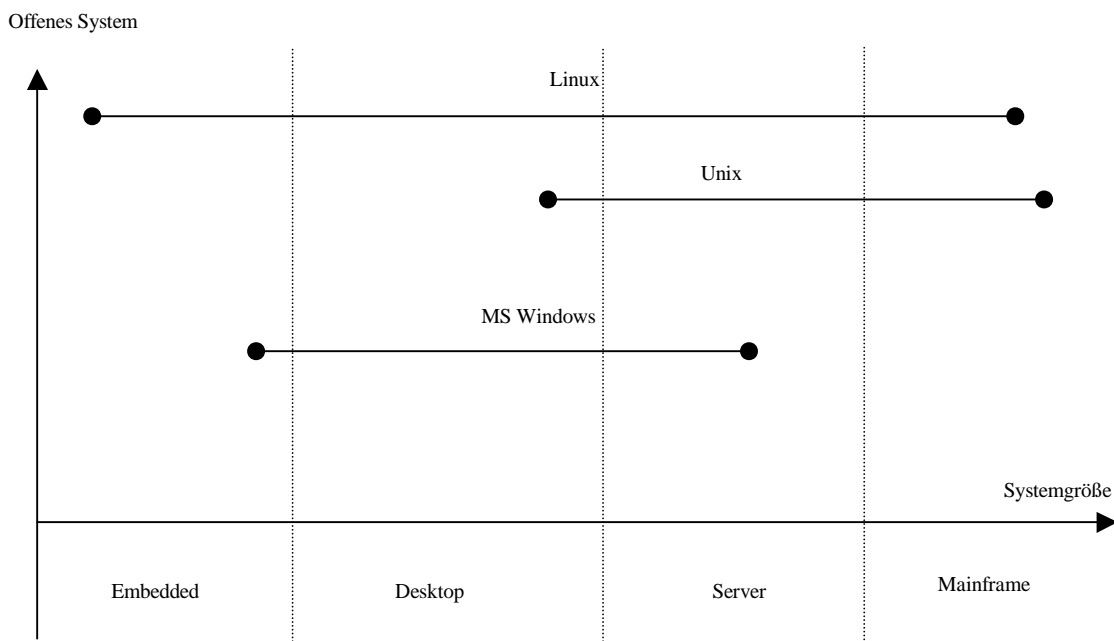 Offenes System
Linux
Unix
MS Windows
Systemgröße
Embedded
Desktop
Server
Mainframe